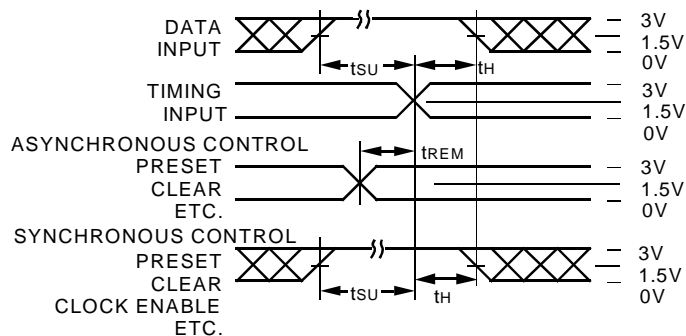 DATA
INPUT
tSU
tH
3V
1.5V
0V
TIMING
INPUT
3V
1.5V
0V
ASYNCHRONOUS CONTROL
PRESET
CLEAR
ETC.
tREM
3V
1.5V
0V
SYNCHRONOUS CONTROL
PRESET
CLEAR
CLOCK ENABLE
ETC.
tSU
tH
3V
1.5V
0V